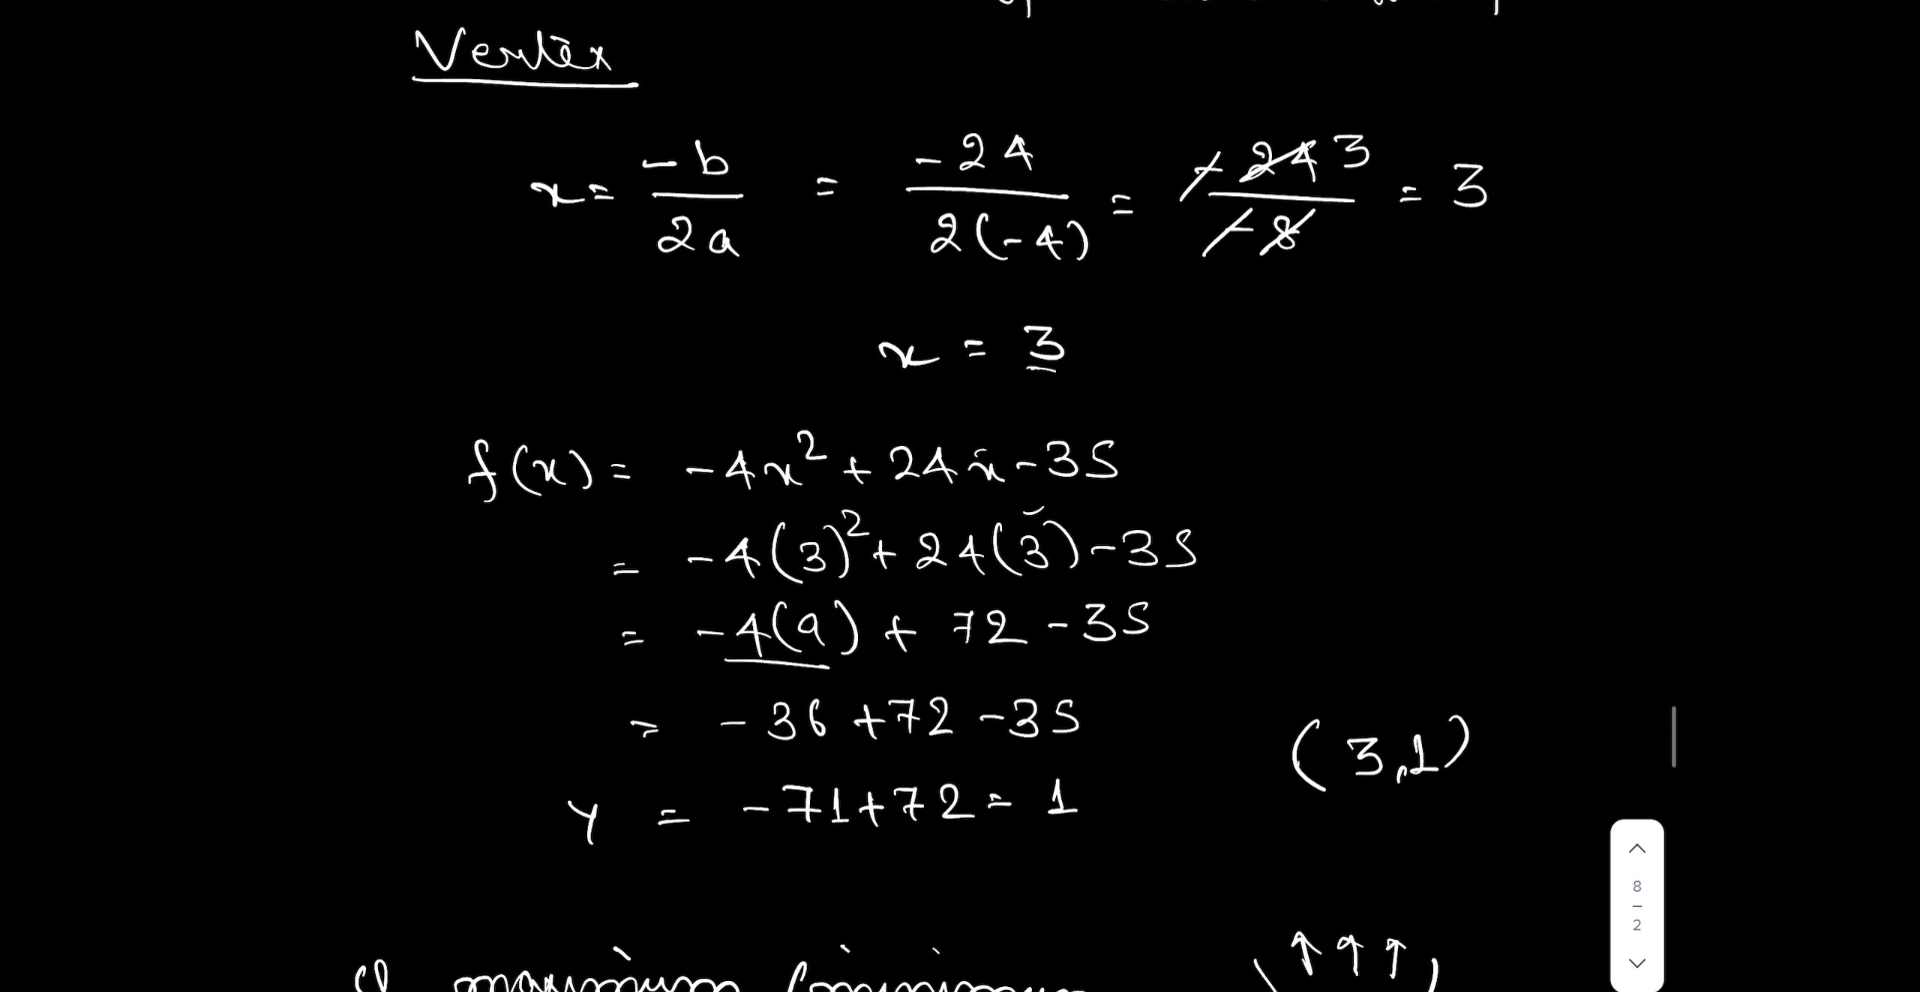 Vertex
x = -b/2a = -24/2(-4) = -24 3/-8 = 3
x = 3
f(x) = -4x² + 24x - 35
= -4(3)² + 24(3) - 35
= -4(9) + 72 - 35
= -36 +72 -35
(3,1)
y = -71+72 = 1
maximum
8
2